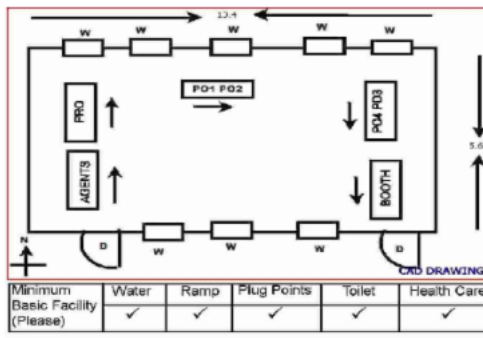 13.4
W W W W W
PO1 PO2
PRO
PO4 PO3
5.6
AGENTS
BOOTH
N
D
W W W
D
CAD DRAWING
Minimum Basic Facility (Please)
Water
Ramp
Plug Points
Toilet
Health Care
✓ ✓ ✓ ✓ ✓